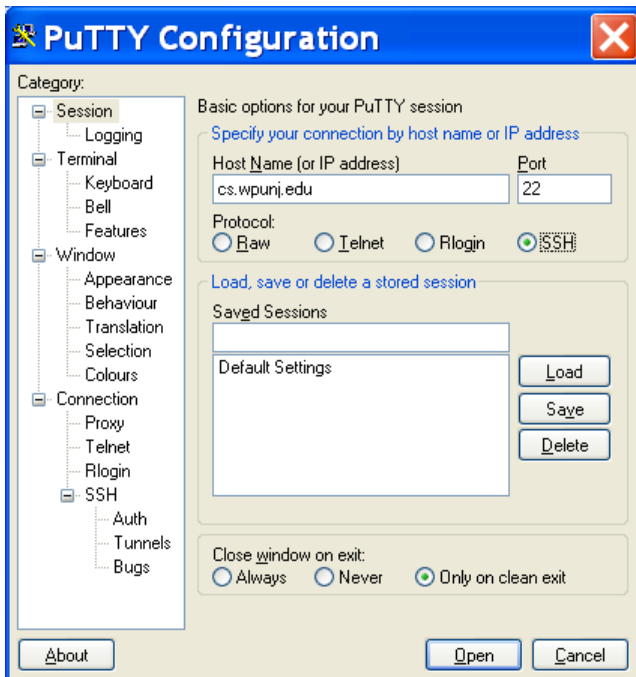 PuTTY Configuration
Category:
Session
Logging
Terminal
Keyboard
Bell
Features
Window
Appearance
Behaviour
Translation
Selection
Colours
Connection
Proxy
Telnet
Rlogin
SSH
Auth
Tunnels
Bugs
Basic options for your PuTTY session
Specify your connection by host name or IP address
Host Name (or IP address) Port
cs.wpunj.edu 22
Protocol:
Raw Telnet Rlogin SSH
Load, save or delete a stored session
Saved Sessions
Default Settings
Load
Save
Delete
Close window on exit:
Always Never Only on clean exit
About Open Cancel